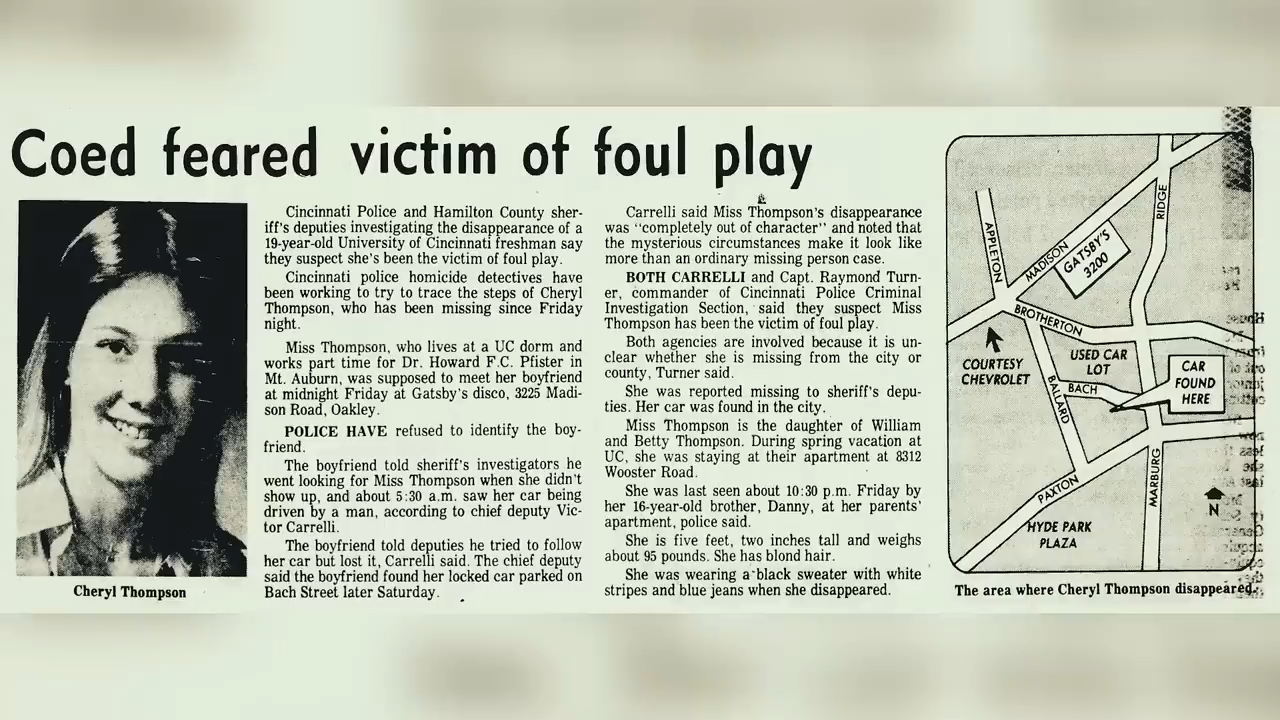 Coed feared victim of foul play
Cheryl Thompson
Cincinnati Police and Hamilton County sher-
iff's deputies investigating the disappearance of a
19-year-old University of Cincinnati freshman say
they suspect she's been the victim of foul play.
Cincinnati police homicide detectives have
been working to try to trace the steps of Cheryl
Thompson, who has been missing since Friday
night.
Miss Thompson, who lives at a UC dorm and
works part time for Dr. Howard F.C. Pfister in
Mt. Auburn, was supposed to meet her boyfriend
at midnight Friday at Gatsby's disco, 3225 Madi-
son Road, Oakley.
POLICE HAVE refused to identify the boy-
friend.
The boyfriend told sheriff's investigators he
went looking for Miss Thompson when she didn't
show up, and about 5:30 a.m. saw her car being
driven by a man, according to chief deputy Vic-
tor Carrelli.
The boyfriend told deputies he tried to follow
her car but lost it, Carrelli said. The chief deputy
said the boyfriend found her locked car parked on
Bach Street later Saturday.
Carrelli said Miss Thompson's disappearance
was "completely out of character" and noted that
the mysterious circumstances make it look like
more than an ordinary missing person case.
BOTH CARRELLI and Capt. Raymond Turn-
er, commander of Cincinnati Police Criminal
Investigation Section, said they suspect Miss
Thompson has been the victim of foul play.
Both agencies are involved because it is un-
clear whether she is missing from the city or
county, Turner said.
She was reported missing to sheriff's depu-
ties. Her car was found in the city.
Miss Thompson is the daughter of William
and Betty Thompson. During spring vacation at
UC, she was staying at their apartment at 8312
Wooster Road.
She was last seen about 10:30 p.m. Friday by
her 16-year-old brother, Danny, at her parents'
apartment, police said.
She is five feet, two inches tall and weighs
about 95 pounds. She has blond hair.
She was wearing a black sweater with white
stripes and blue jeans when she disappeared.
APPLETON
MADISON
GATSBY'S
3200
RIDGE
BROTHERTON
COURTESY
CHEVROLET
USED CAR
LOT
BACH
CAR
FOUND
HERE
BALLARD
PAXTON
MARBURG
HYDE PARK
PLAZA
N
The area where Cheryl Thompson disappeared.